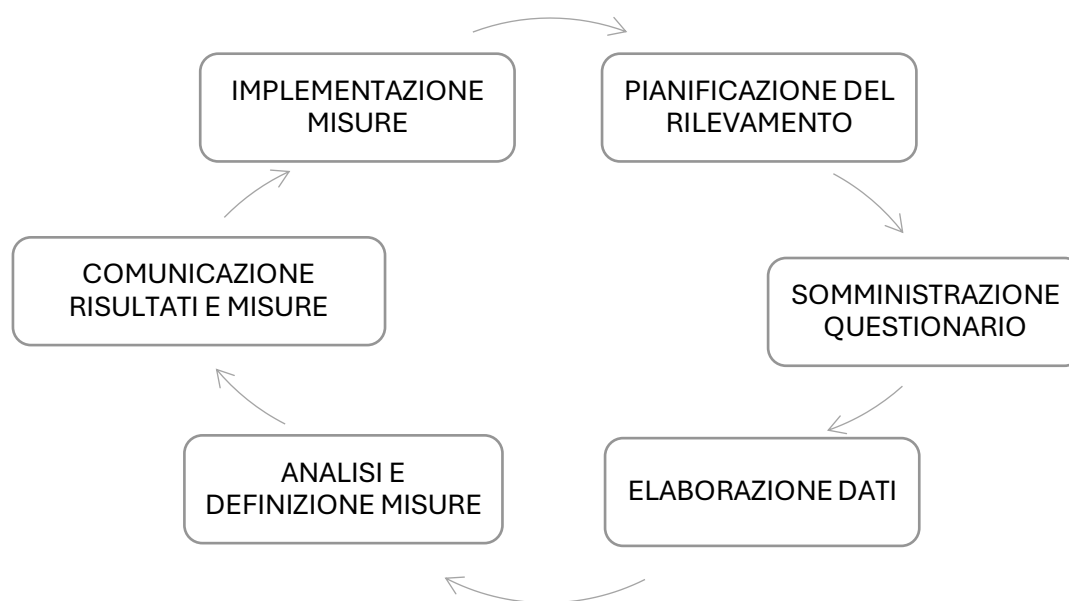 IMPLEMENTAZIONE
MISURE
PIANIFICAZIONE DEL
RILEVAMENTO
COMUNICAZIONE
RISULTATI E MISURE
SOMMINISTRAZIONE
QUESTIONARIO
ANALISI E
DEFINIZIONE MISURE
ELABORAZIONE DATI